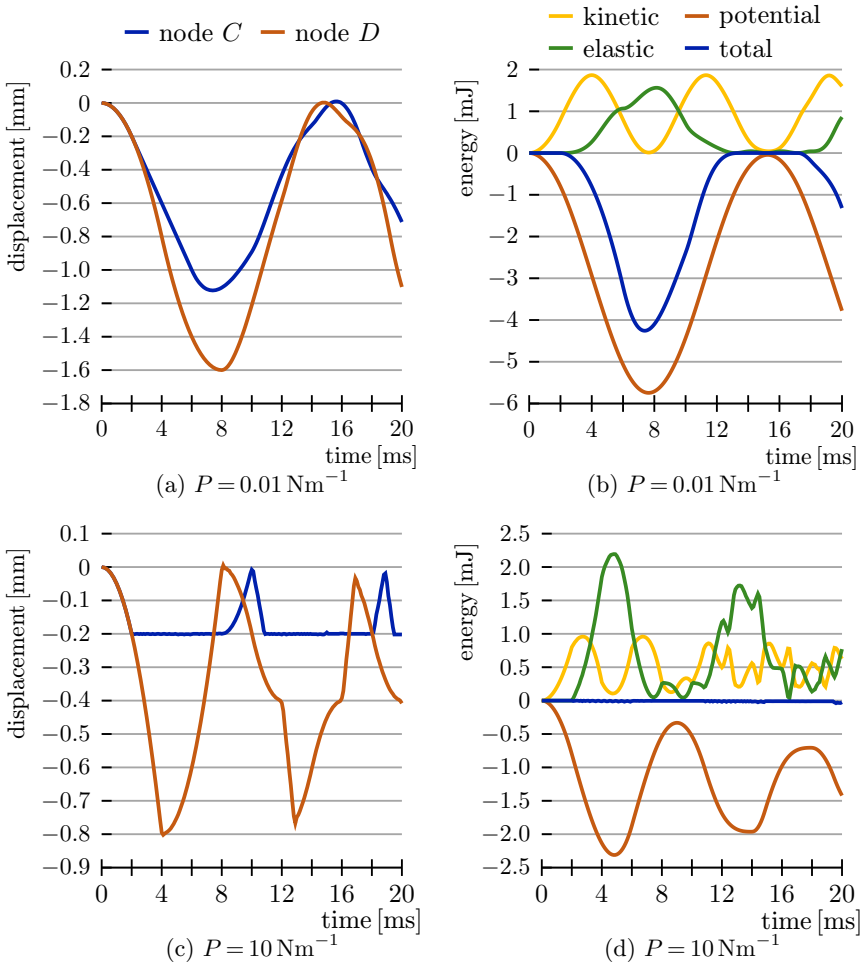 node C node D
displacement [mm]
0.2
0
−0.2
−0.4
−0.6
−0.8
−1.0
−1.2
−1.4
−1.6
−1.8
0 4 8 12 16 20
time [ms]
(a) P = 0.01 Nm⁻¹
kinetic potential
elastic total
energy [mJ]
2
1
0
−1
−2
−3
−4
−5
−6
0 4 8 12 16 20
time [ms]
(b) P = 0.01 Nm⁻¹
displacement [mm]
0.1
0
−0.1
−0.2
−0.3
−0.4
−0.5
−0.6
−0.7
−0.8
−0.9
0 4 8 12 16 20
time [ms]
(c) P = 10 Nm⁻¹
energy [mJ]
2.5
2.0
1.5
1.0
0.5
0
−0.5
−1.0
−1.5
−2.0
−2.5
0 4 8 12 16 20
time [ms]
(d) P = 10 Nm⁻¹